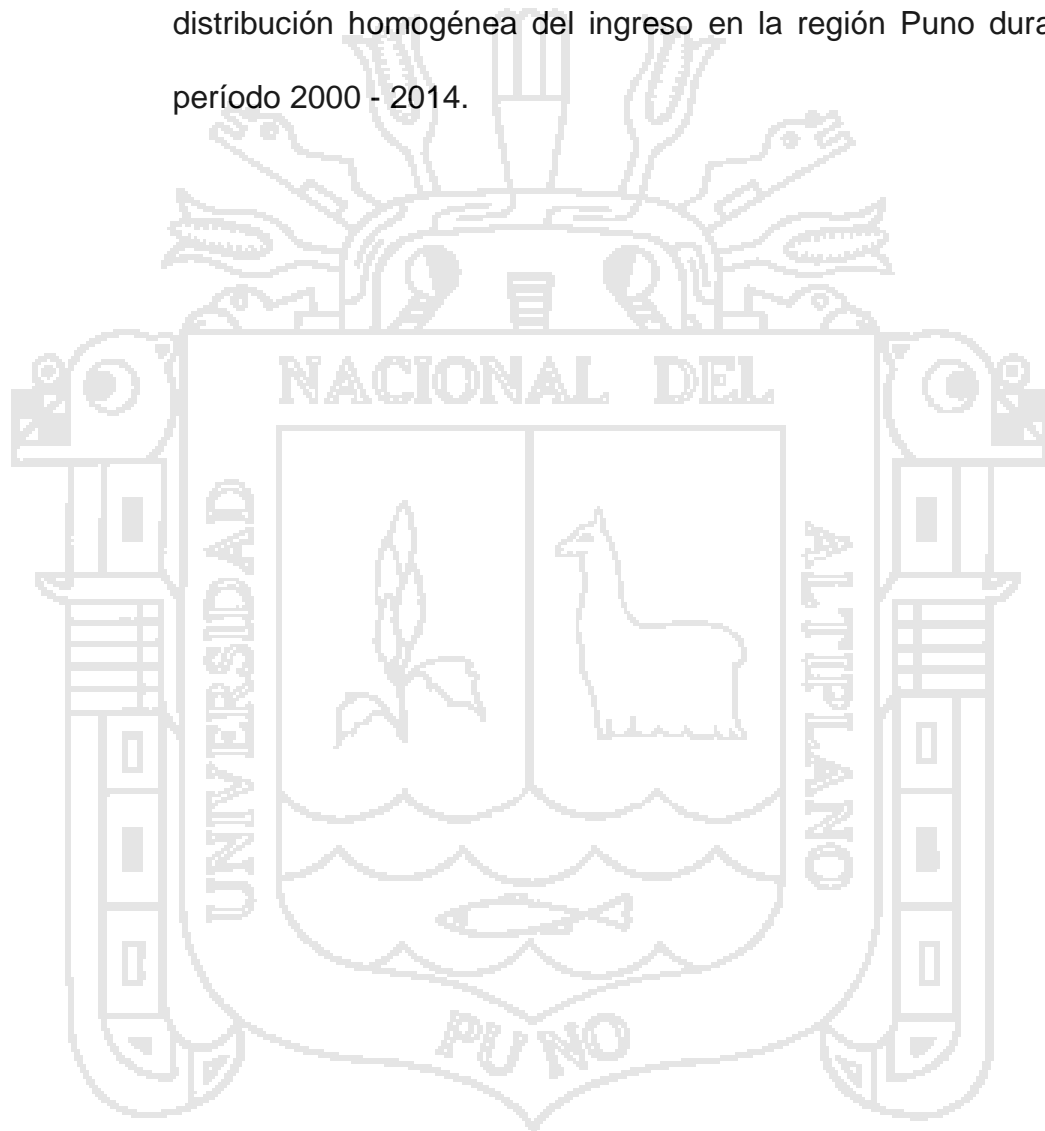 distribución homogénea del ingreso en la región Puno dura
período 2000 - 2014.
NACIONAL DEL
UNIVERSIDAD
ALTIPLANO
PUNO